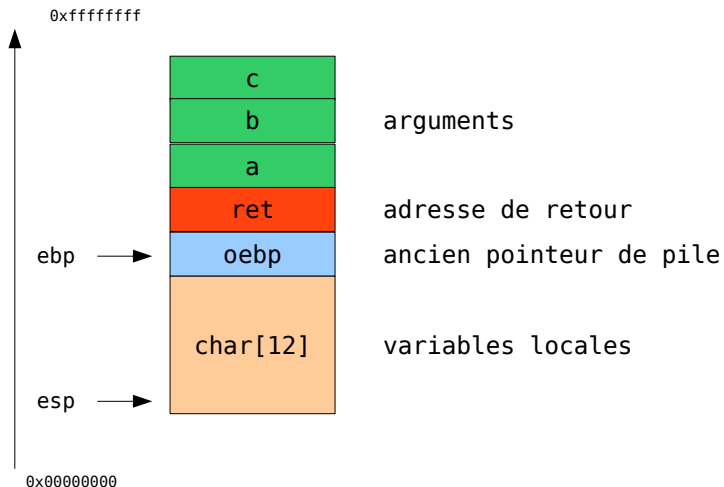 0xffffffff
c
b
arguments
a
ret
adresse de retour
ebp
oebp
ancien pointeur de pile
char[12]
variables locales
esp
0x00000000